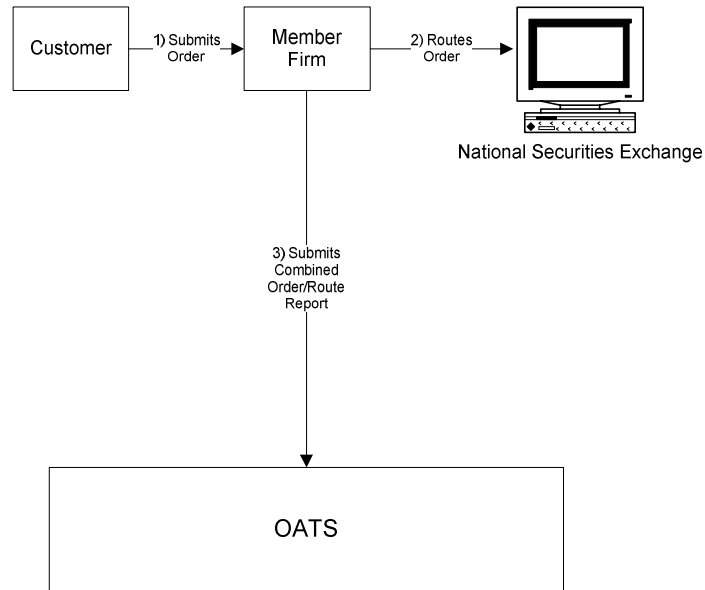 Customer
1) Submits
Order
Member
Firm
2) Routes
Order
National Securities Exchange
3) Submits
Combined
Order/Route
Report
OATS